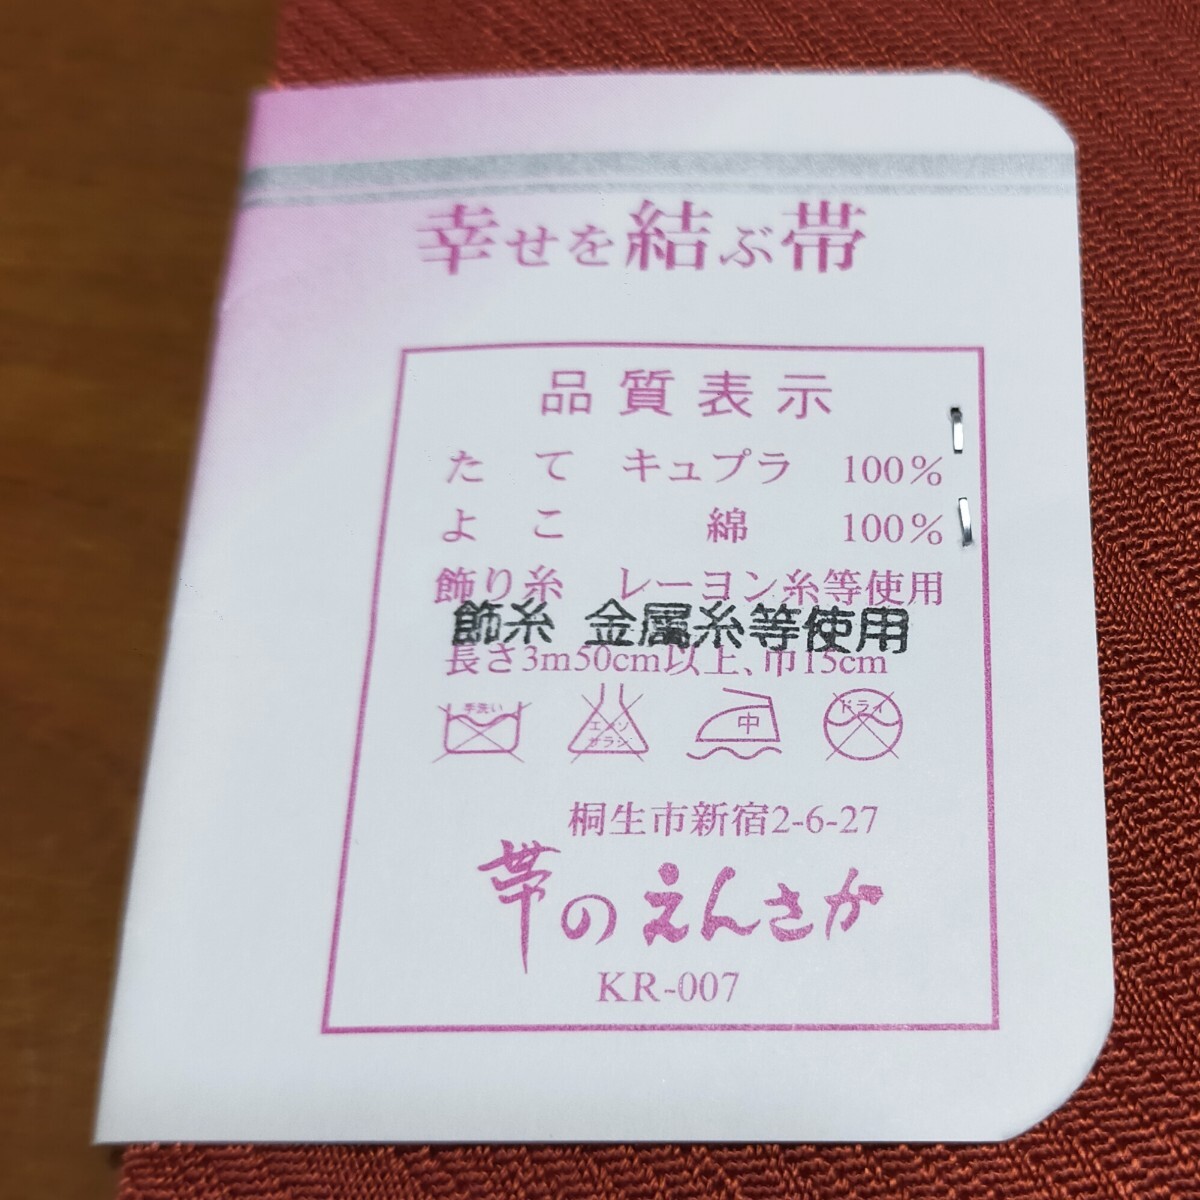 幸せを結ぶ帯
品質表示
たて キュプラ 100%
よこ 綿 100%
飾り糸 レーヨン糸等使用
飾糸 金属糸等使用
長さ3m50cm以上、巾15cm
手洗い エンソサラシ 中 ドライ
桐生市新宿2-6-27
帯のえんさか
KR-007